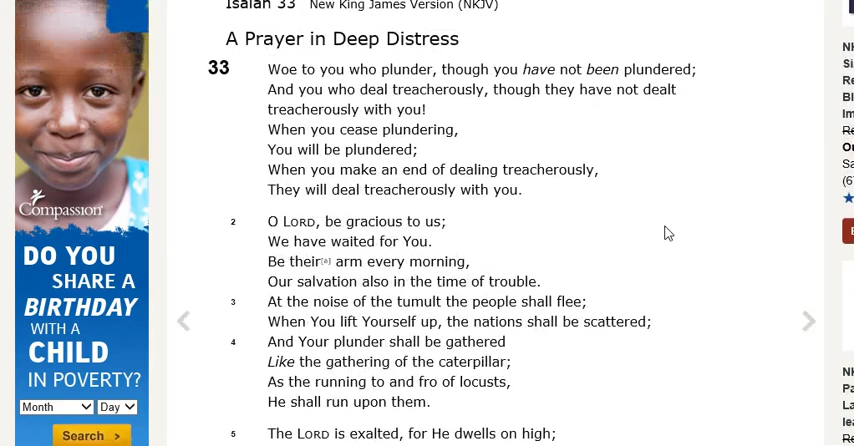 Isaiah 33 New King James Version (NKJV)
A Prayer in Deep Distress
33 Woe to you who plunder, though you have not been plundered;
And you who deal treacherously, though they have not dealt
treacherously with you!
When you cease plundering,
You will be plundered;
When you make an end of dealing treacherously,
They will deal treacherously with you.
2 O LORD, be gracious to us;
We have waited for You.
Be their[a] arm every morning,
Our salvation also in the time of trouble.
3 At the noise of the tumult the people shall flee;
When You lift Yourself up, the nations shall be scattered;
4 And Your plunder shall be gathered
Like the gathering of the caterpillar;
As the running to and fro of locusts,
He shall run upon them.
5 The LORD is exalted, for He dwells on high;
Compassion
DO YOU
SHARE A
BIRTHDAY
WITH A
CHILD
IN POVERTY?
Month Day
Search >